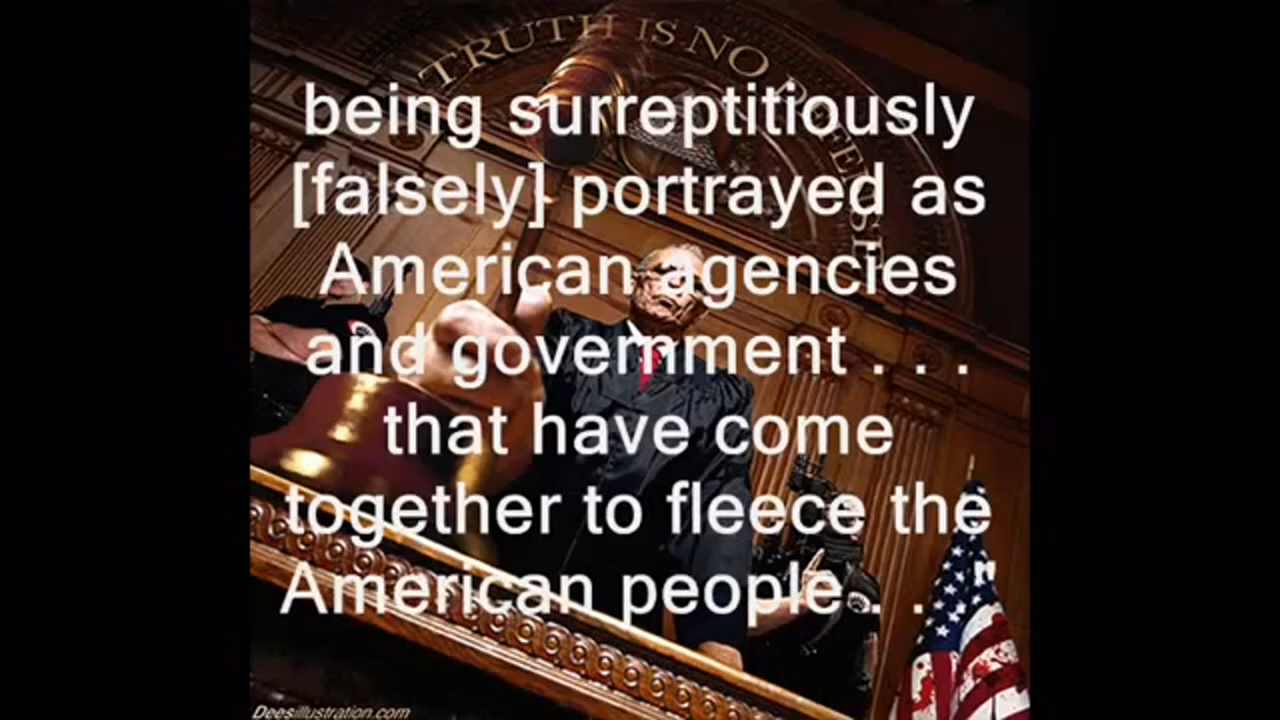 TRUTH IS NO DEFENSE
being surreptitiously
[falsely] portrayed as
American agencies
and government . . .
that have come
together to fleece the
American people . . ."
Deesillustration.com